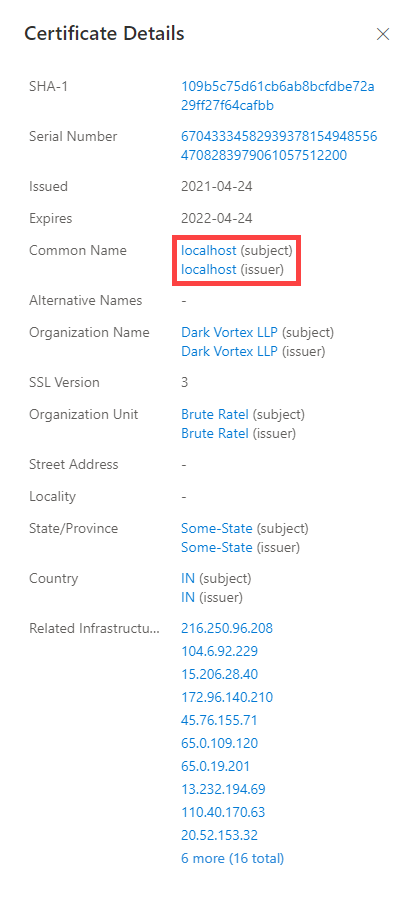 Certificate Details
SHA-1
109b5c75d61cb6ab8bcfdbe72a
29ff27f64cafbb
Serial Number
67043334582939378154948556
4708283979061057512200
Issued
2021-04-24
Expires
2022-04-24
Common Name
localhost (subject)
localhost (issuer)
Alternative Names
-
Organization Name
Dark Vortex LLP (subject)
Dark Vortex LLP (issuer)
SSL Version
3
Organization Unit
Brute Ratel (subject)
Brute Ratel (issuer)
Street Address
-
Locality
-
State/Province
Some-State (subject)
Some-State (issuer)
Country
IN (subject)
IN (issuer)
Related Infrastructu...
216.250.96.208
104.6.92.229
15.206.28.40
172.96.140.210
45.76.155.71
65.0.109.120
65.0.19.201
13.232.194.69
110.40.170.63
20.52.153.32
6 more (16 total)